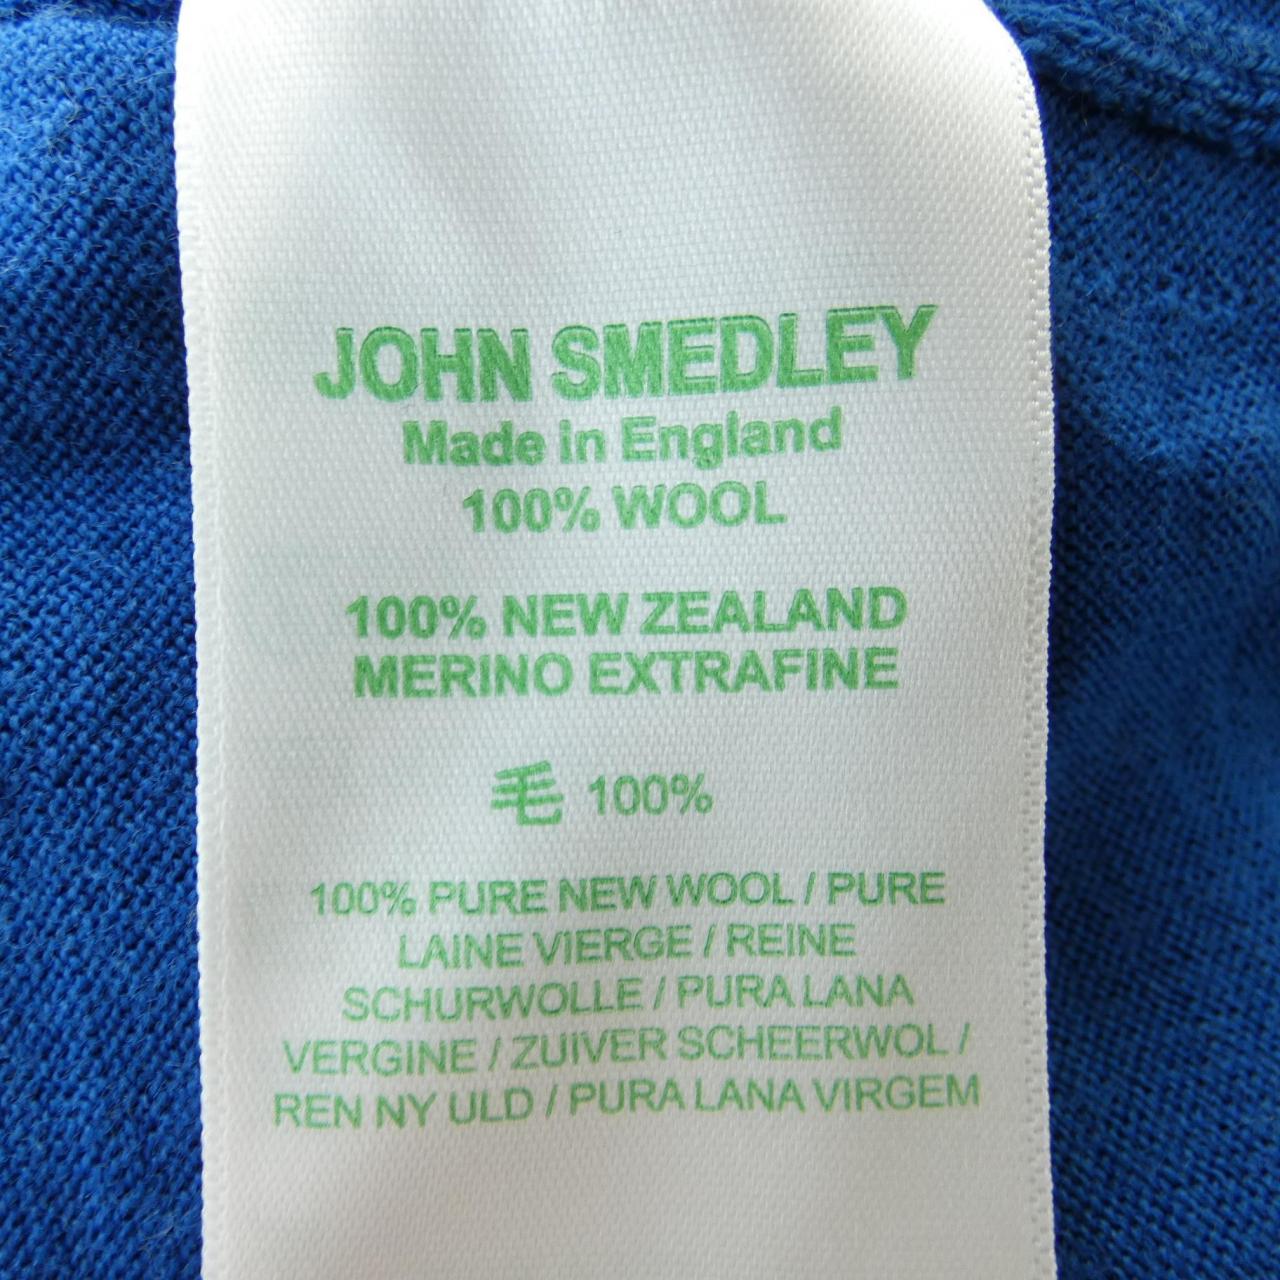 JOHN SMEDLEY
Made in England
100% WOOL
100% NEW ZEALAND
MERINO EXTRAFINE
毛 100%
100% PURE NEW WOOL / PURE
LAINE VIERGE / REINE
SCHURWOLLE / PURA LANA
VERGINE / ZUIVER SCHEERWOL /
REN NY ULD / PURA LANA VIRGEM